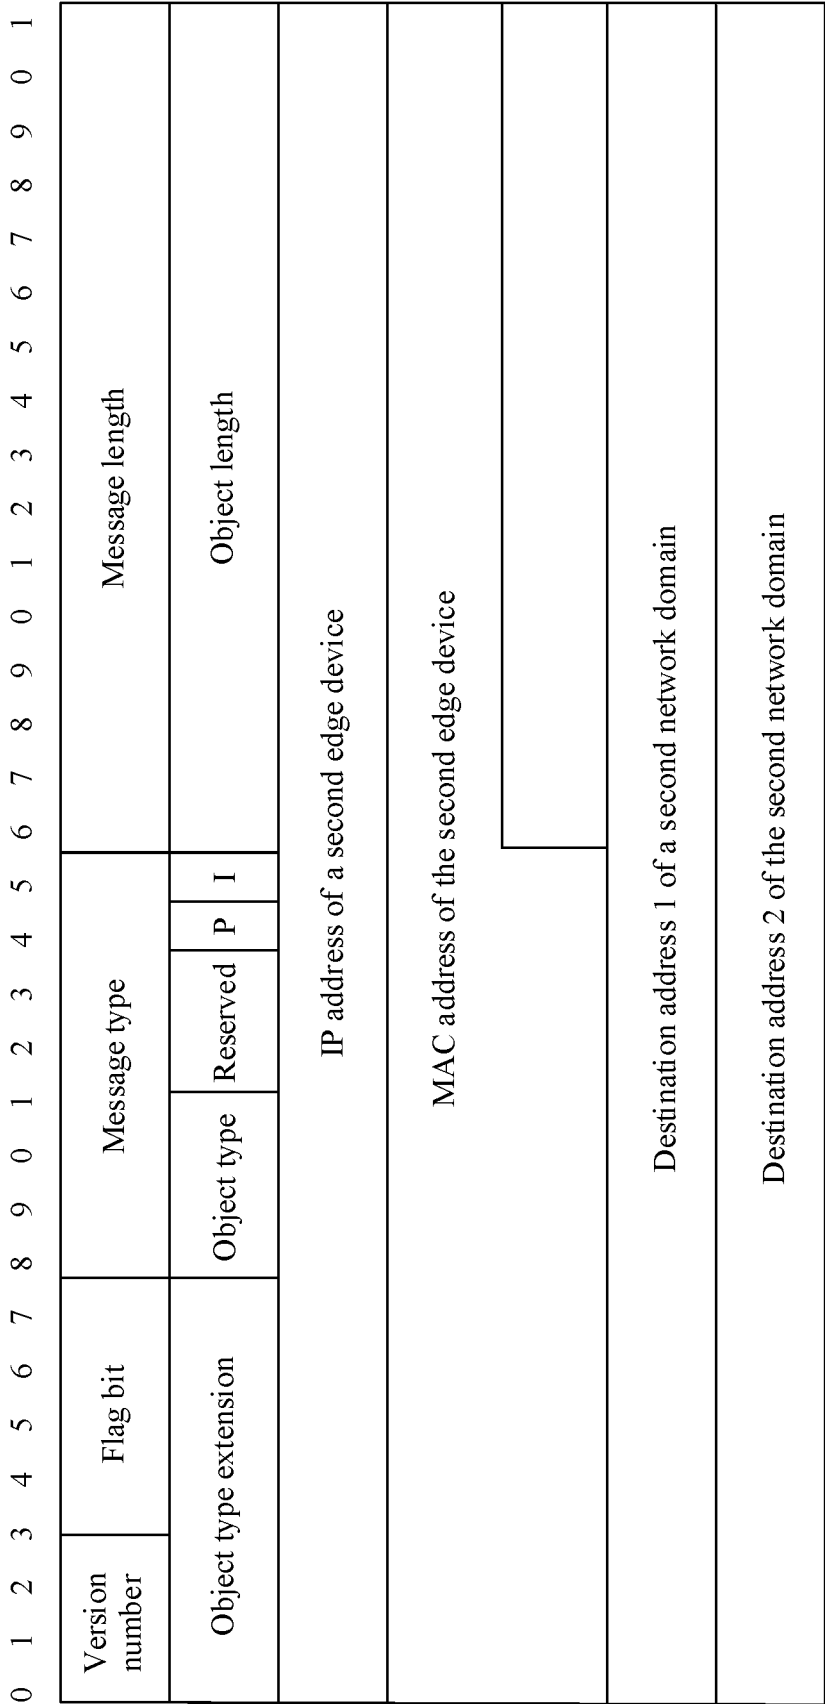 0 1 2 3 4 5 6 7 8 9 0 1 2 3 4 5 6 7 8 9 0 1 2 3 4 5 6 7 8 9 0 1
Version
number
Flag bit
Message type
Message length
Object type extension
Object type
Reserved
P
I
Object length
IP address of a second edge device
MAC address of the second edge device
Destination address 1 of a second network domain
Destination address 2 of the second network domain